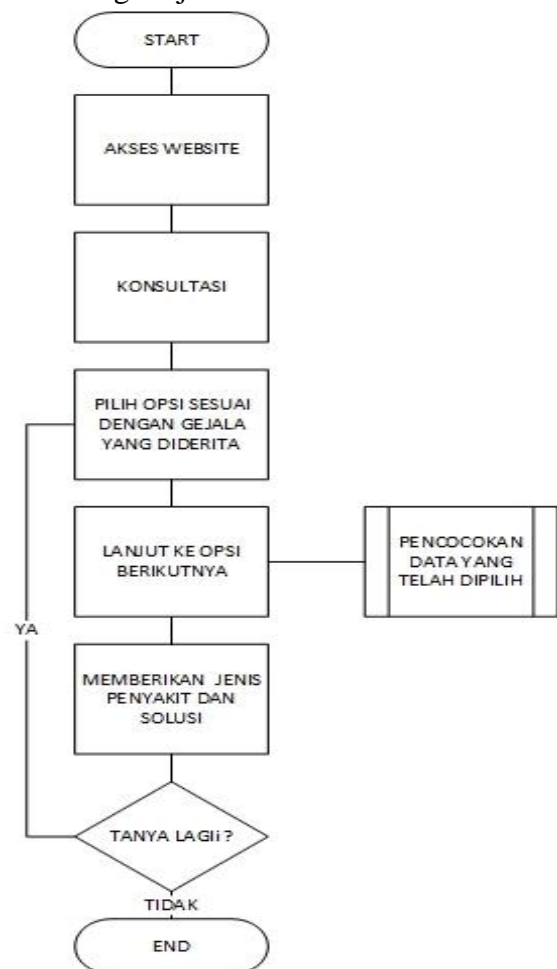 START
AKSES WEBSITE
KONSULTASI
PILIH OPSI SESUAI
DENGAN GEJALA
YANG DIDERITA
LANJUT KE OPSI
BERIKUTNYA
PENCOCOKAN
DATA YANG
TELAH DIPILIH
YA
MEMBERIKAN JENIS
PENYAKIT DAN
SOLUSI
TANYA LAGIi ?
TIDAK
END